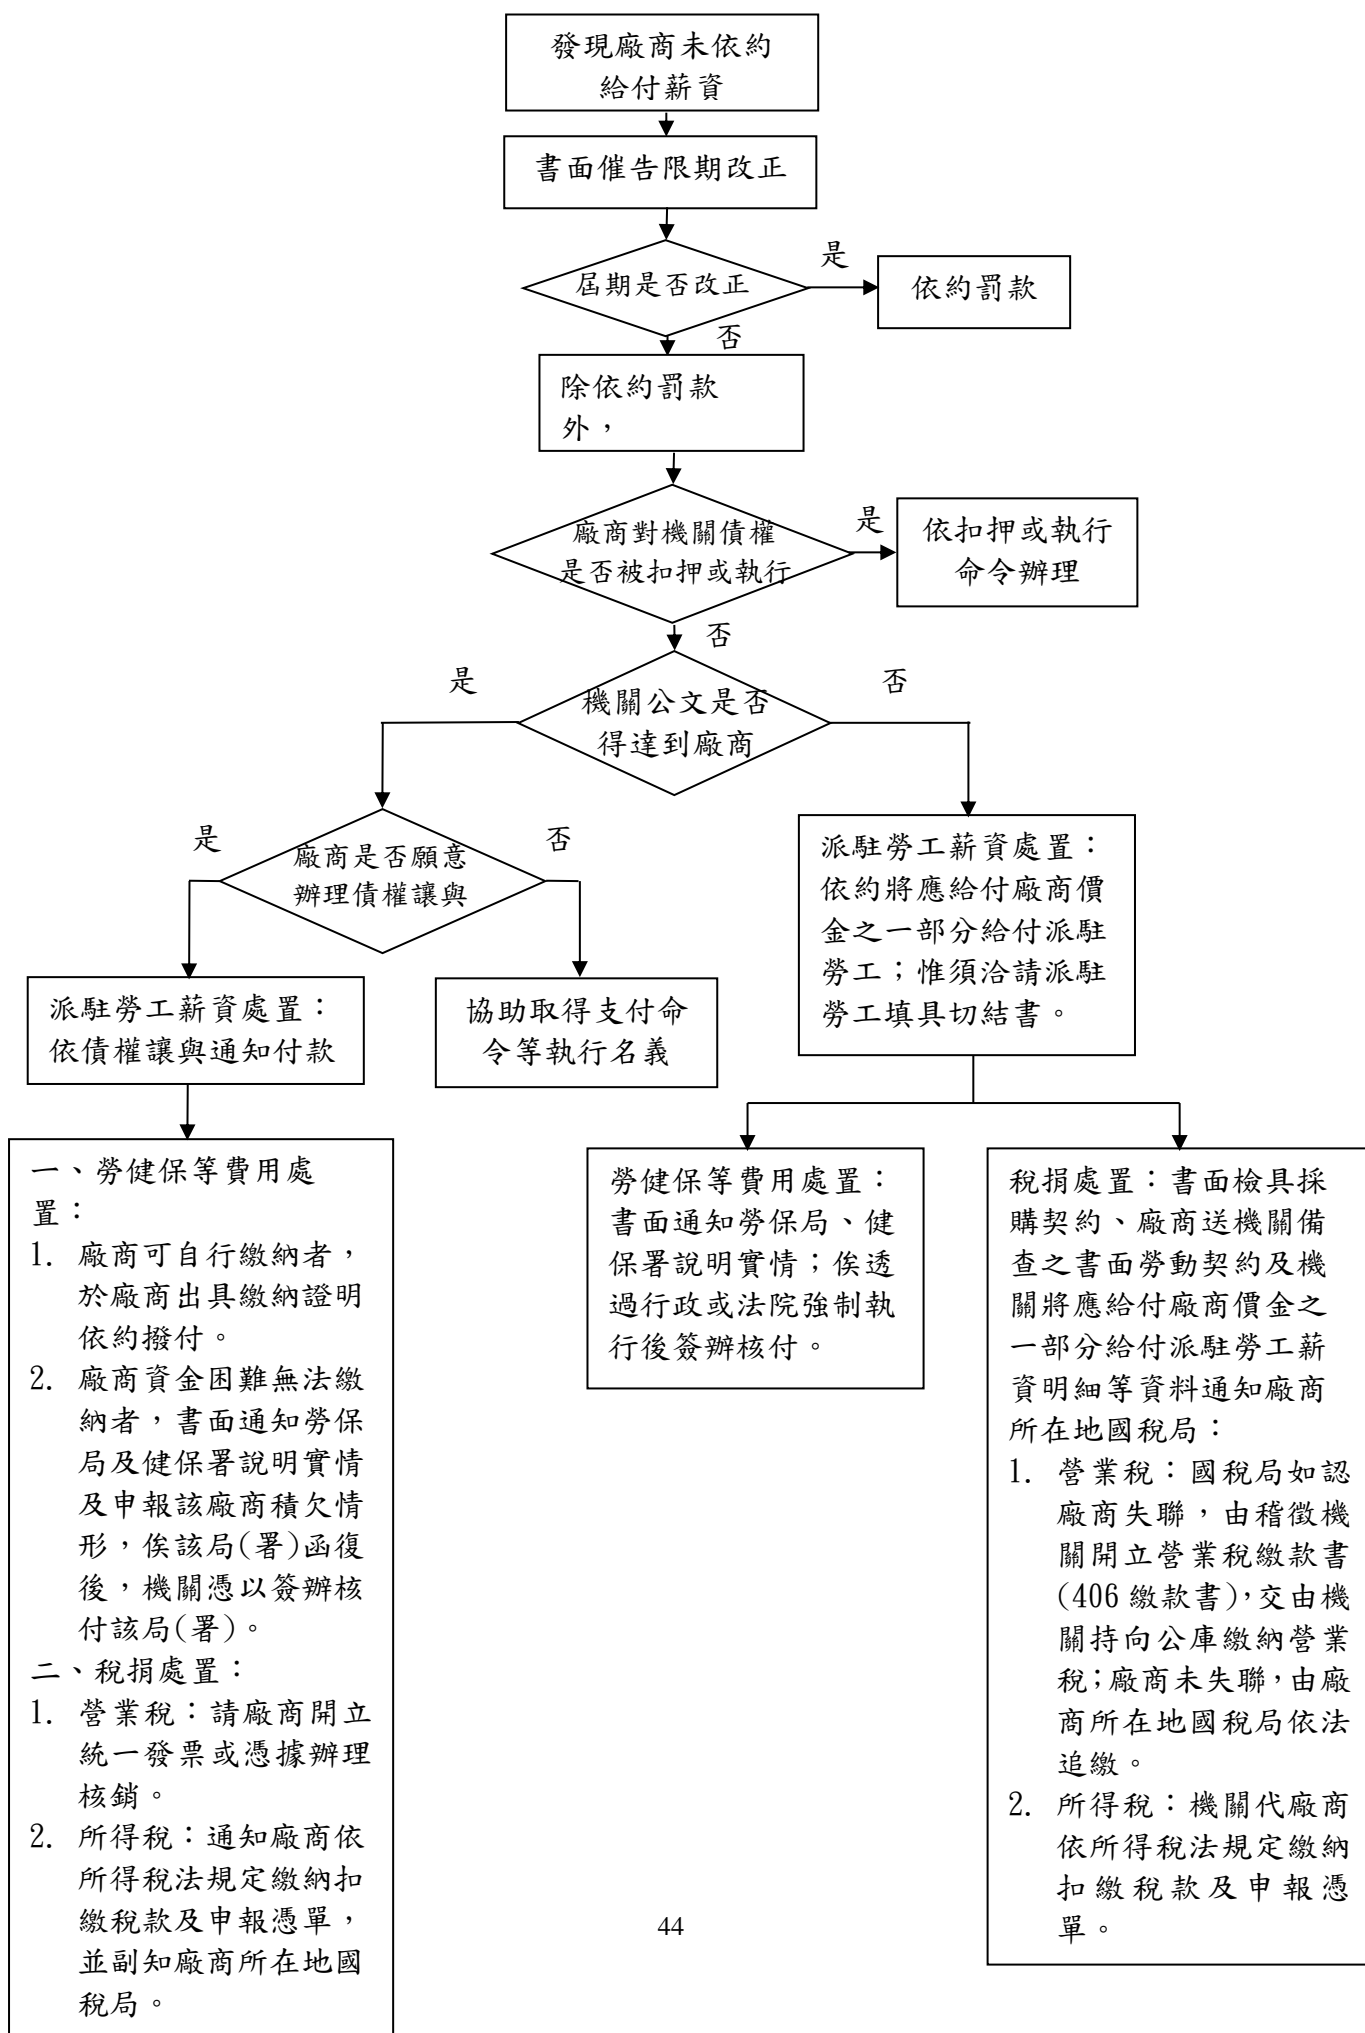 發現廠商未依約
給付薪資
書面催告限期改正
屆期是否改正
是
依約罰款
否
除依約罰款
外，
廠商對機關債權
是否被扣押或執行
是
依扣押或執行
命令辦理
否
機關公文是否
得達到廠商
是
否
廠商是否願意
辦理債權讓與
是
否
派駐勞工薪資處置：
依債權讓與通知付款
協助取得支付命
令等執行名義
派駐勞工薪資處置：
依約將應給付廠商價
金之一部分給付派駐
勞工；惟須洽請派駐
勞工填具切結書。
一、勞健保等費用處
置：
1. 廠商可自行繳納者，
於廠商出具繳納證明
依約撥付。
2. 廠商資金困難無法繳
納者，書面通知勞保
局及健保署說明實情
及申報該廠商積欠情
形，俟該局(署)函復
後，機關憑以簽辦核
付該局(署)。
二、稅捐處置：
1. 營業稅：請廠商開立
統一發票或憑據辦理
核銷。
2. 所得稅：通知廠商依
所得稅法規定繳納扣
繳稅款及申報憑單，
並副知廠商所在地國
稅局。
勞健保等費用處置：
書面通知勞保局、健
保署說明實情；俟透
過行政或法院強制執
行後簽辦核付。
稅捐處置：書面檢具採
購契約、廠商送機關備
查之書面勞動契約及機
關將應給付廠商價金之
一部分給付派駐勞工薪
資明細等資料通知廠商
所在地國稅局：
1. 營業稅：國稅局如認
廠商失聯，由稽徵機
關開立營業稅繳款書
(406 繳款書)，交由機
關持向公庫繳納營業
稅；廠商未失聯，由廠
商所在地國稅局依法
追繳。
2. 所得稅：機關代廠商
依所得稅法規定繳納
扣繳稅款及申報憑
單。
44